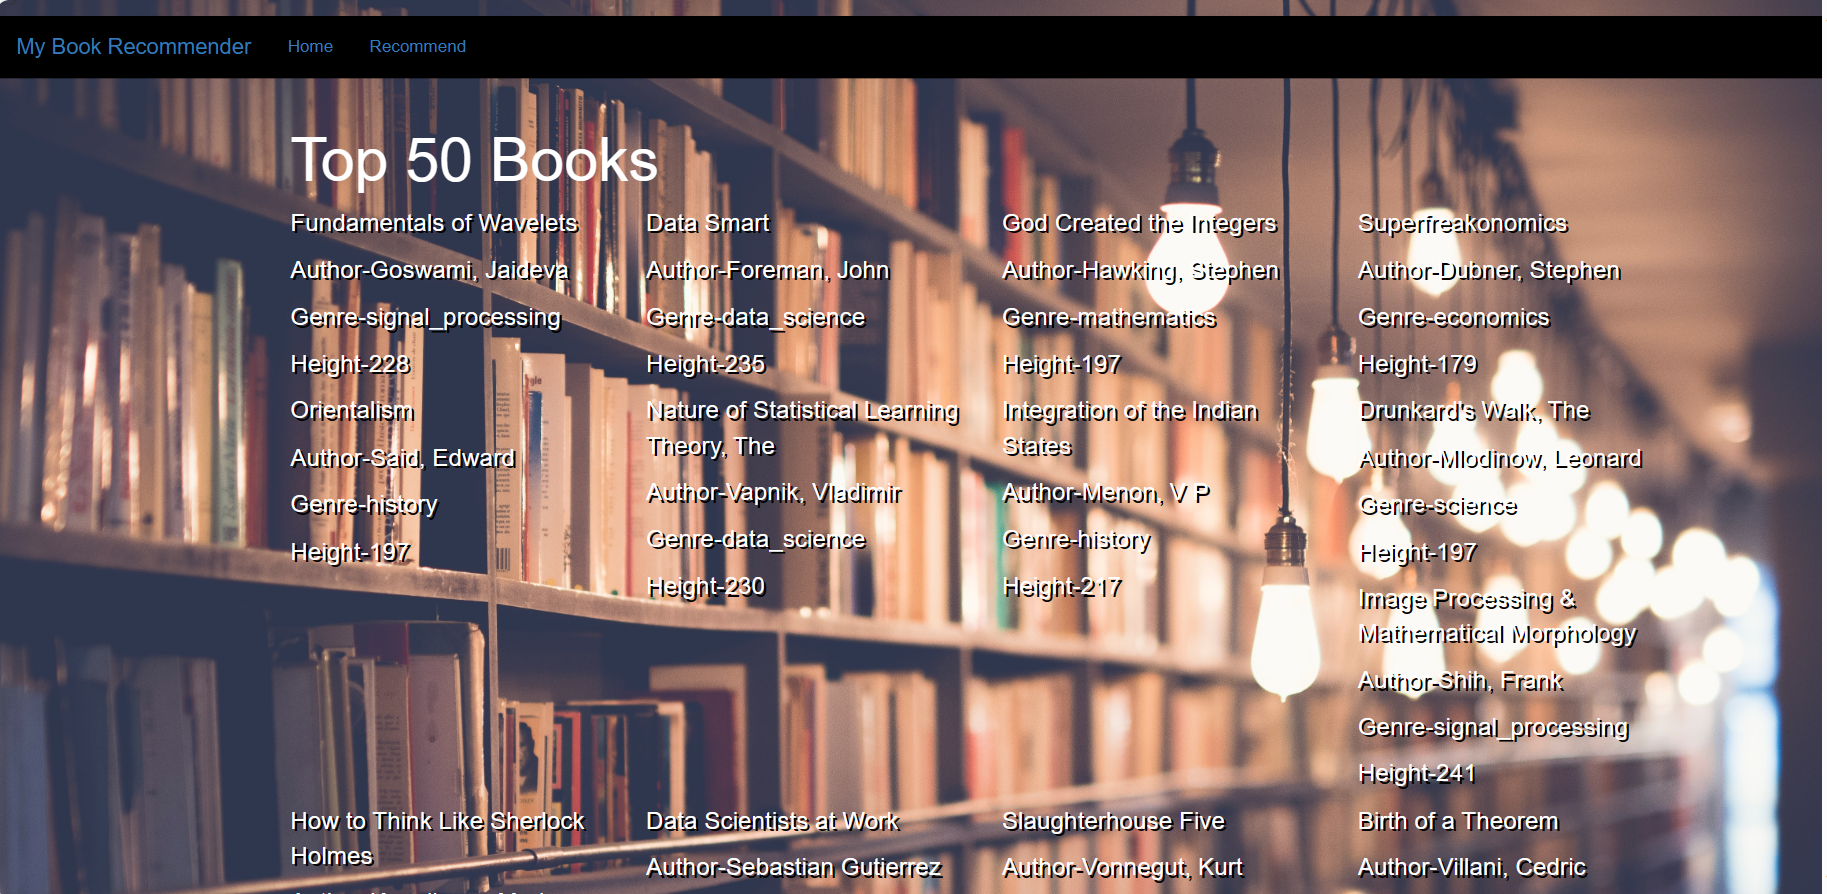 My Book Recommender
Home
Recommend
Top 50 Books
Fundamentals of Wavelets
Author-Goswami, Jaideva
Genre-signal_processing
Height-228
Data Smart
Author-Foreman, John
Genre-data_science
Height-235
God Created the Integers
Author-Hawking, Stephen
Genre-mathematics
Height-197
Superfreakonomics
Author-Dubner, Stephen
Genre-economics
Height-179
Orientalism
Author-Said, Edward
Genre-history
Height-197
Nature of Statistical Learning
Theory, The
Author-Vapnik, Vladimir
Genre-data_science
Height-230
Integration of the Indian
States
Author-Menon, V P
Genre-history
Height-217
Drunkard's Walk, The
Author-Mlodinow, Leonard
Genre-science
Height-197
Image Processing &
Mathematical Morphology
Author-Shih, Frank
Genre-signal_processing
Height-241
How to Think Like Sherlock
Holmes
Data Scientists at Work
Author-Sebastian Gutierrez
Slaughterhouse Five
Author-Vonnegut, Kurt
Birth of a Theorem
Author-Villani, Cedric